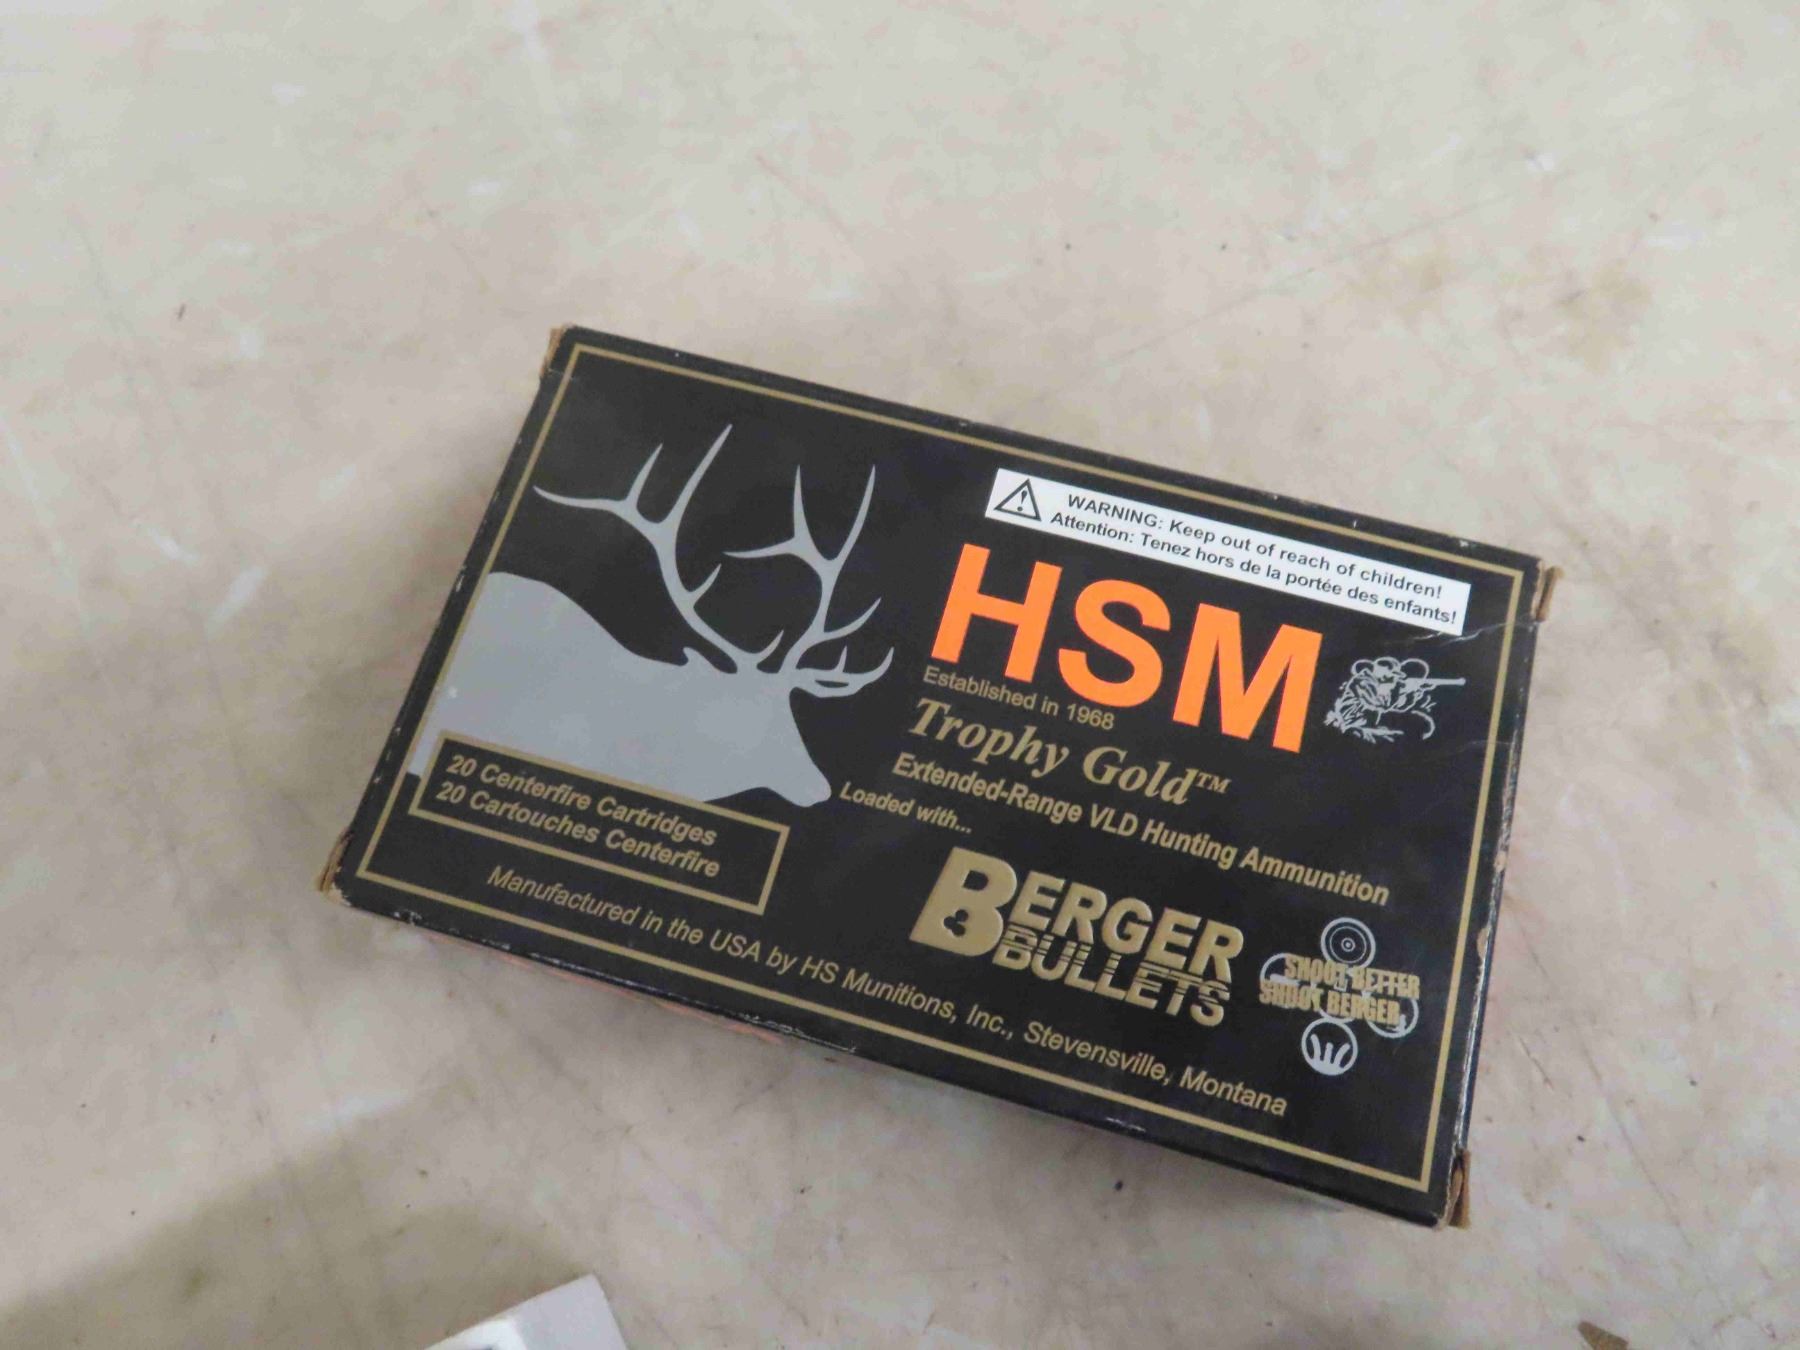 WARNING: Keep out of reach of children!
Attention: Tenez hors de la portée des enfants!
HSM
Established in 1968
Trophy Gold™
Extended-Range VLD Hunting Ammunition
Loaded with...
BERGER
BULLETS
SHOOT BETTER
SHOOT BERGER
20 Centerfire Cartridges
20 Cartouches Centerfire
Manufactured in the USA by HS Munitions, Inc., Stevensville, Montana